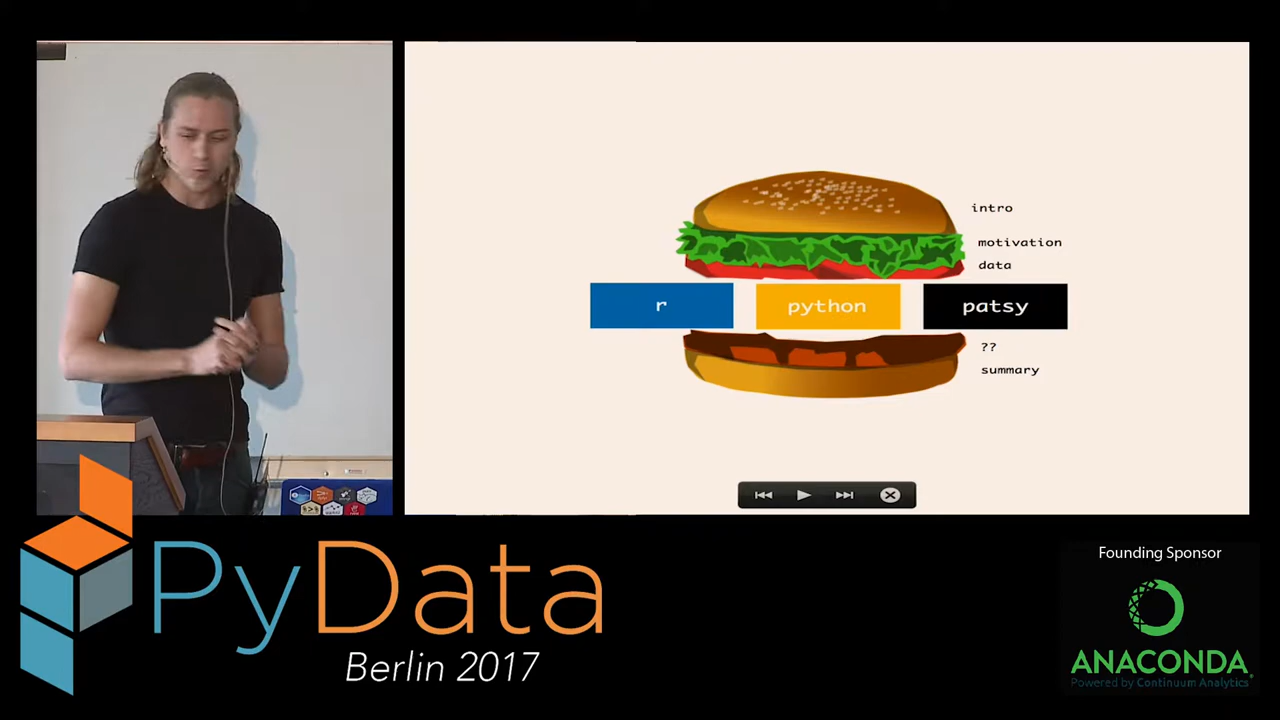 intro
motivation
data
r
python
patsy
??
summary
PyData
Berlin 2017
Founding Sponsor
ANACONDA
Powered by Continuum Analytics